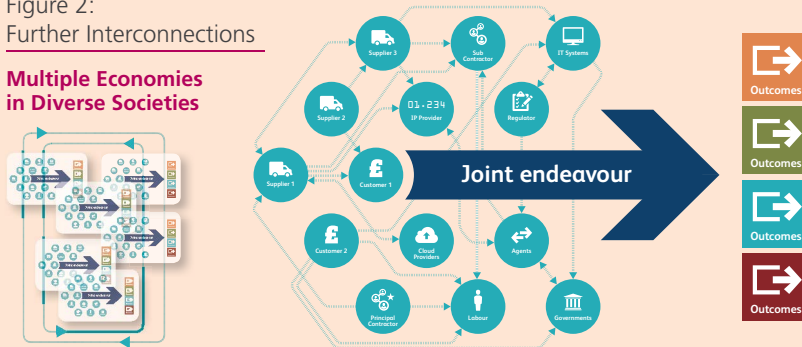 Figure 2:
Further Interconnections
Multiple Economies
in Diverse Societies
Supplier 3
Sub
Contractor
IT Systems
Supplier 2
01.234
IP Provider
Regulator
Supplier 1
£
Customer 1
Joint endeavour
£
Customer 2
Cloud
Providers
Agents
Principal
Contractor
Labour
Governments
Outcomes
Outcomes
Outcomes
Outcomes